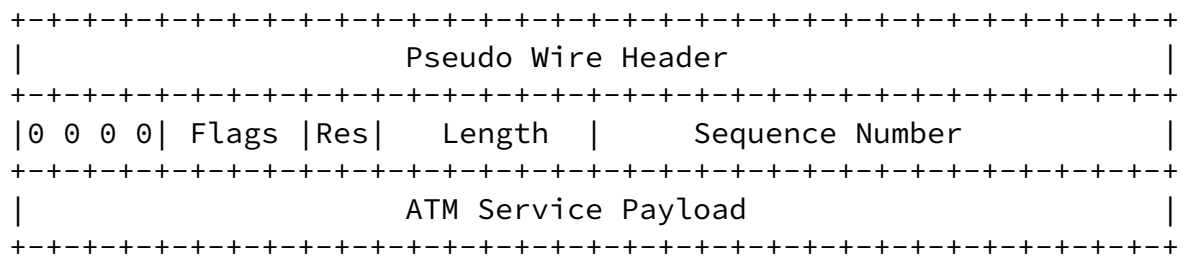 +-+-+-+-+-+-+-+-+-+-+-+-+-+-+-+-+-+-+-+-+-+-+-+-+-+-+-+-+-+-+-+-+
|                     Pseudo Wire Header                        |
+-+-+-+-+-+-+-+-+-+-+-+-+-+-+-+-+-+-+-+-+-+-+-+-+-+-+-+-+-+-+-+-+
|0 0 0 0| Flags |Res|   Length  |     Sequence Number           |
+-+-+-+-+-+-+-+-+-+-+-+-+-+-+-+-+-+-+-+-+-+-+-+-+-+-+-+-+-+-+-+-+
|                     ATM Service Payload                       |
+-+-+-+-+-+-+-+-+-+-+-+-+-+-+-+-+-+-+-+-+-+-+-+-+-+-+-+-+-+-+-+-+